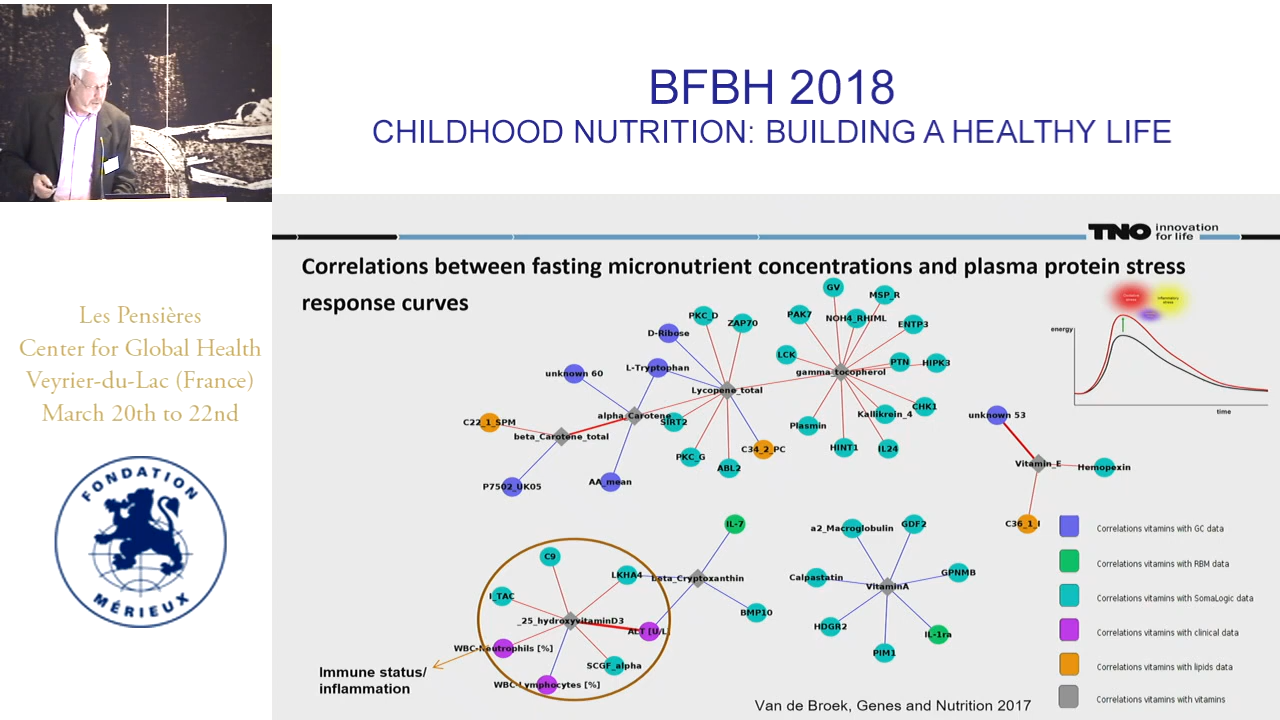 BFBH 2018
CHILDHOOD NUTRITION: BUILDING A HEALTHY LIFE
Les Pensières
Center for Global Health
Veyrier-du-Lac (France)
March 20th to 22nd
FONDATION
MÉRIEUX
TNO innovation
for life
Correlations between fasting micronutrient concentrations and plasma protein stress
response curves
GV
MSP_R
PKC_D
ZAP70
PAK7
NOH4_RHIML
ENTP3
D-Ribose
LCK
PTN
HIPK3
L-Tryptophan
gamma_tocopherol
unknown 60
Lycopene_total
CHK1
alpha_Carotene
SIRT2
Kallikrein_4
C22_1_SPM
Plasmin
beta_Carotene_total
HINT1
IL24
C34_2_PC
PKC_G
ABL2
AA_mean
P7502_UK05
energy
time
unknown 53
Vitamin_E
Hemopexin
C36_1_I
IL-7
a2_Macroglobulin
GDF2
C9
LKHA4
beta_Cryptoxanthin
Calpastatin
GPNMB
VitaminA
I_TAC
BMP10
_25_hydroxyvitaminD3
ALT [U/L]
HDGR2
IL-1ra
WBC-Neutrophils [%]
PIM1
SCGF_alpha
WBC-Lymphocytes [%]
Immune status/
inflammation
Correlations vitamins with GC data
Correlations vitamins with RBM data
Correlations vitamins with SomaLogic data
Correlations vitamins with clinical data
Correlations vitamins with lipids data
Correlations vitamins with vitamins
Van de Broek, Genes and Nutrition 2017